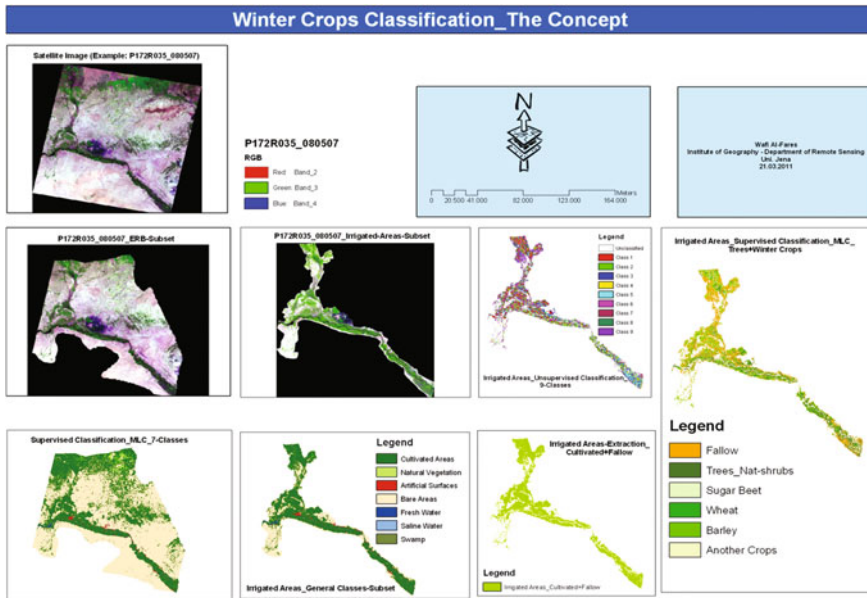 Winter Crops Classification_The Concept
Satellite Image (Example: P172R035_080507)
P172R035_080507
RGB
Red Band_2
Green Band_3
Blue Band_4
N
Meters
0 20.500 41.000 82.000 123.000 164.000
Wafi Al-Fares
Institute of Geography - Department of Remote Sensing
Uni. Jena
21.03.2011
P172R035_080507_ERB-Subset
P172R035_080507_Irrigated-Areas-Subset
Legend
Unclassified
Class 1
Class 2
Class 3
Class 4
Class 5
Class 6
Class 7
Class 8
Class 9
Irrigated Areas_Unsupervised Classification_
9-Classes
Irrigated Areas_Supervised Classification_MLC_
Trees+Winter Crops
Legend
Fallow
Trees_Nat-shrubs
Sugar Beet
Wheat
Barley
Another Crops
Supervised Classification_MLC_7-Classes
Legend
Cultivated Areas
Natural Vegetation
Artificial Surfaces
Bare Areas
Fresh Water
Saline Water
Swamp
Irrigated Areas_General Classes-Subset
Irrigated Areas-Extraction_
Cultivated+Fallow
Legend
Irrigated Areas_Cultivated+Fallow